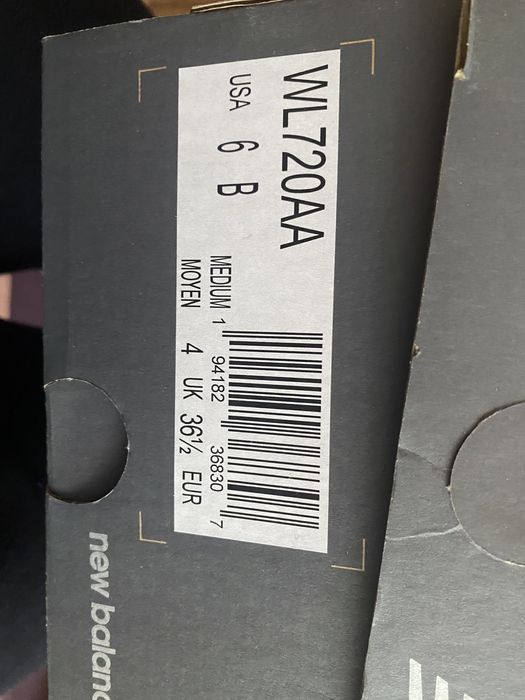 WL720AA
USA 6 B
MEDIUM
MOYEN
1 94182 36830 7
4 UK 36½ EUR
new balanc